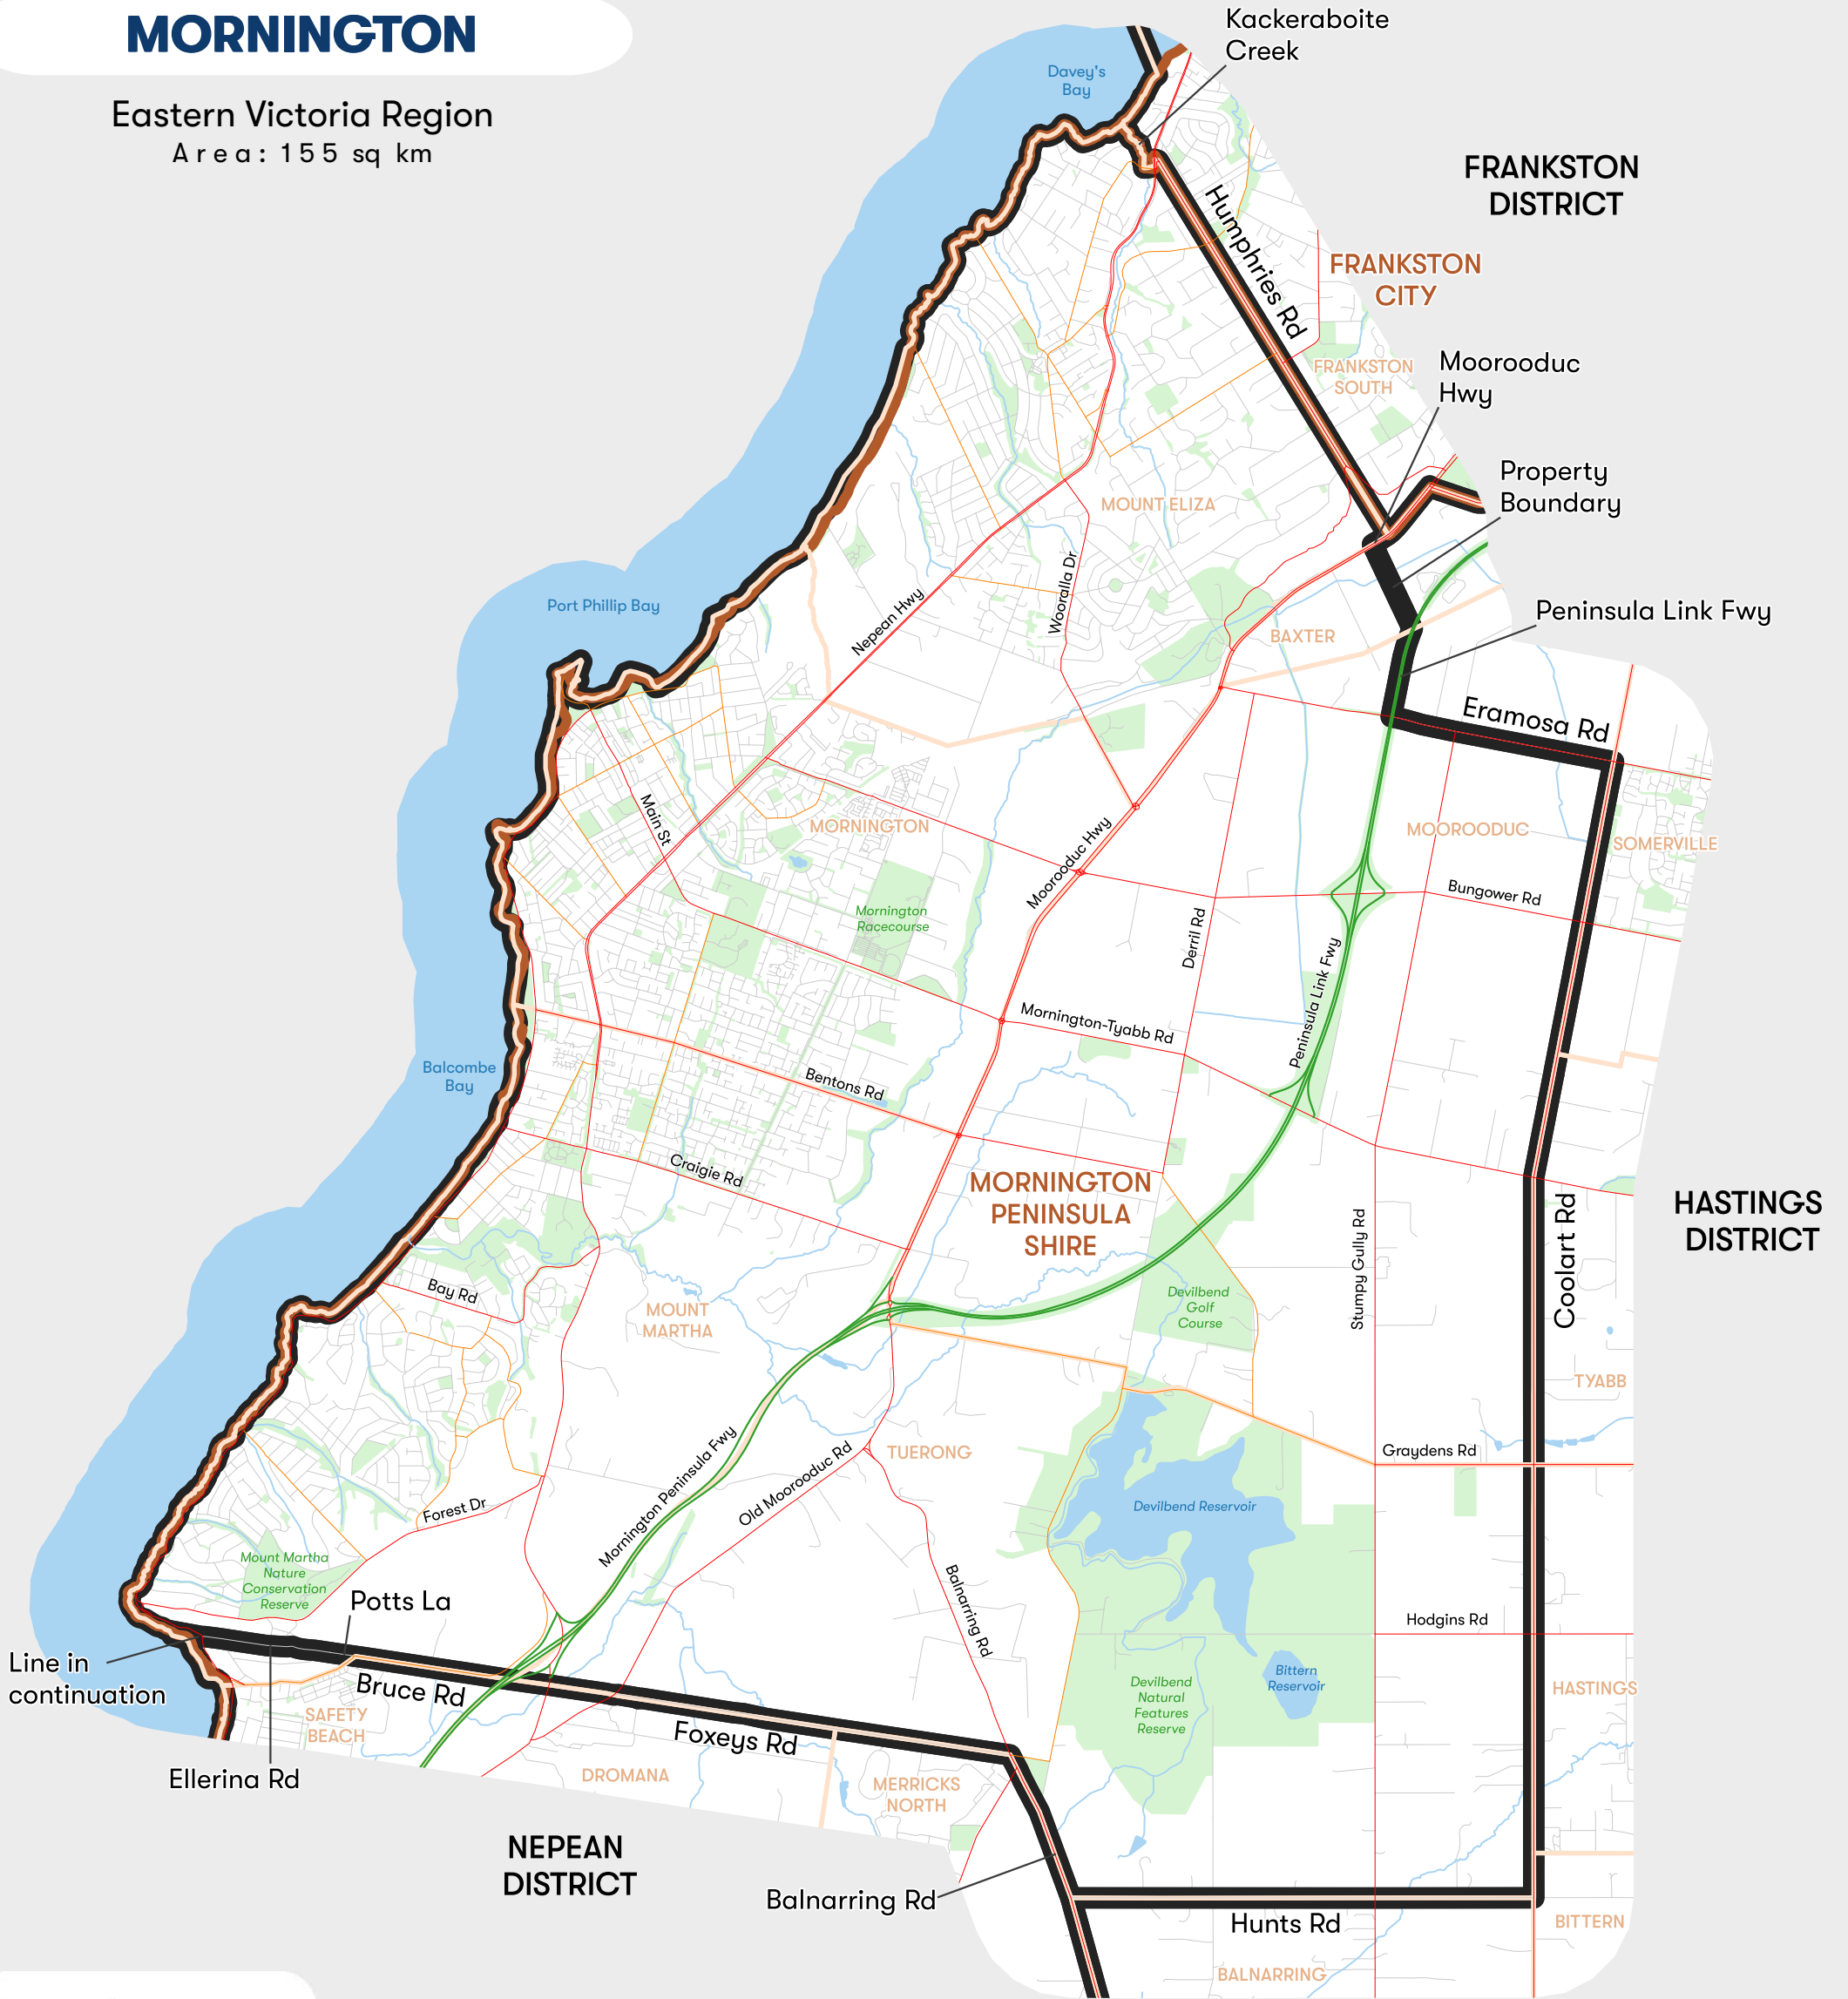 MORNINGTON
Eastern Victoria Region
Area: 155 sq km
Kackeraboite
Creek
Davey's
Bay
FRANKSTON
DISTRICT
Humphries Rd
FRANKSTON
CITY
FRANKSTON
SOUTH
Moorooduc
Hwy
Property
Boundary
MOUNT ELIZA
Wooralla Dr
Nepean Hwy
Port Phillip Bay
BAXTER
Peninsula Link Fwy
Eramosa Rd
Main St
MORNINGTON
Moorooduc Hwy
MOOROODUC
SOMERVILLE
Bungower Rd
Mornington
Racecourse
Derril Rd
Peninsula Link Fwy
Mornington-Tyabb Rd
Balcombe
Bay
Bentons Rd
Craigie Rd
MORNINGTON
PENINSULA
SHIRE
HASTINGS
DISTRICT
Stumpy Gully Rd
Coolart Rd
Bay Rd
MOUNT
MARTHA
Devilbend
Golf
Course
TYABB
Graydens Rd
Mornington Peninsula Fwy
Old Moorooduc Rd
TUERONG
Forest Dr
Devilbend Reservoir
Mount Martha
Nature
Conservation
Reserve
Potts La
Balnarring Rd
Hodgins Rd
Line in
continuation
Bruce Rd
Bittern
Reservoir
HASTINGS
Devilbend
Natural
Features
Reserve
SAFETY
BEACH
Foxeys Rd
Ellerina Rd
DROMANA
MERRICKS
NORTH
NEPEAN
DISTRICT
Balnarring Rd
Hunts Rd
BITTERN
BALNARRING